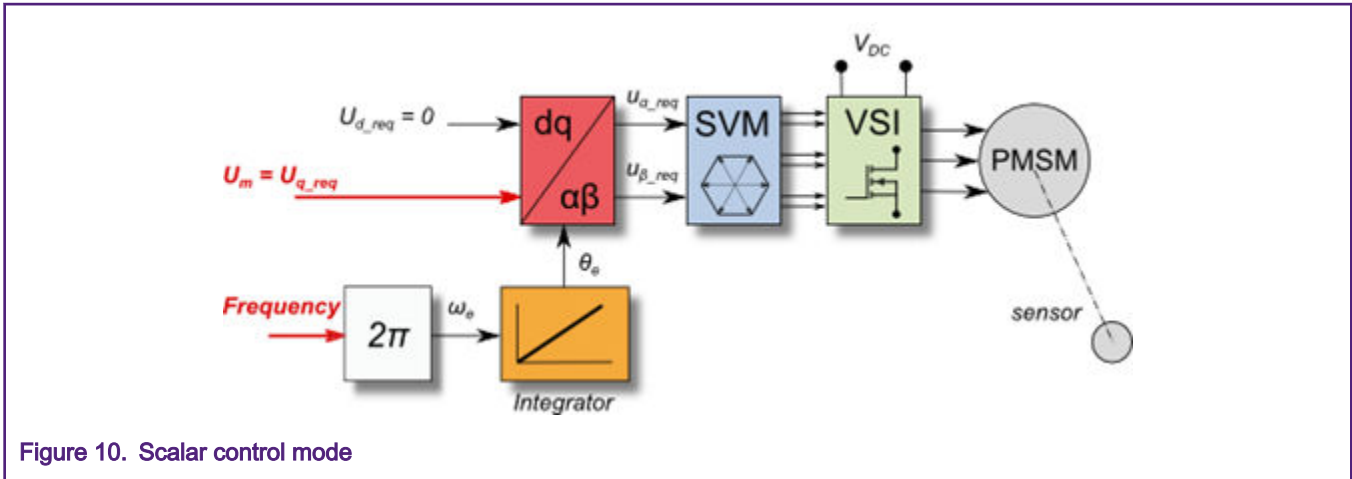 V_DC
U_d_req = 0
dq
αβ
u_α_req
u_β_req
SVM
VSI
PMSM
U_m = U_q_req
θ_e
Frequency
2π
ω_e
Integrator
sensor
Figure 10. Scalar control mode